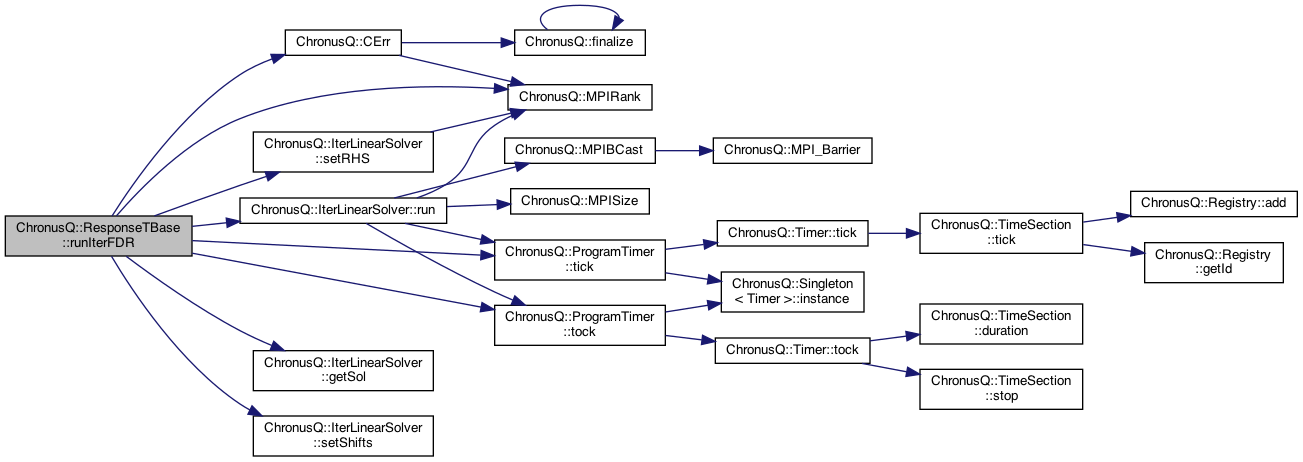 ChronusQ::ResponseTBase
::runIterFDR
ChronusQ::CErr
ChronusQ::finalize
ChronusQ::MPIRank
ChronusQ::IterLinearSolver
::setRHS
ChronusQ::IterLinearSolver::run
ChronusQ::MPIBCast
ChronusQ::MPI_Barrier
ChronusQ::MPISize
ChronusQ::ProgramTimer
::tick
ChronusQ::Timer::tick
ChronusQ::TimeSection
::tick
ChronusQ::Registry::add
ChronusQ::Registry
::getId
ChronusQ::Singleton
< Timer >::instance
ChronusQ::ProgramTimer
::tock
ChronusQ::Timer::tock
ChronusQ::TimeSection
::duration
ChronusQ::TimeSection
::stop
ChronusQ::IterLinearSolver
::getSol
ChronusQ::IterLinearSolver
::setShifts